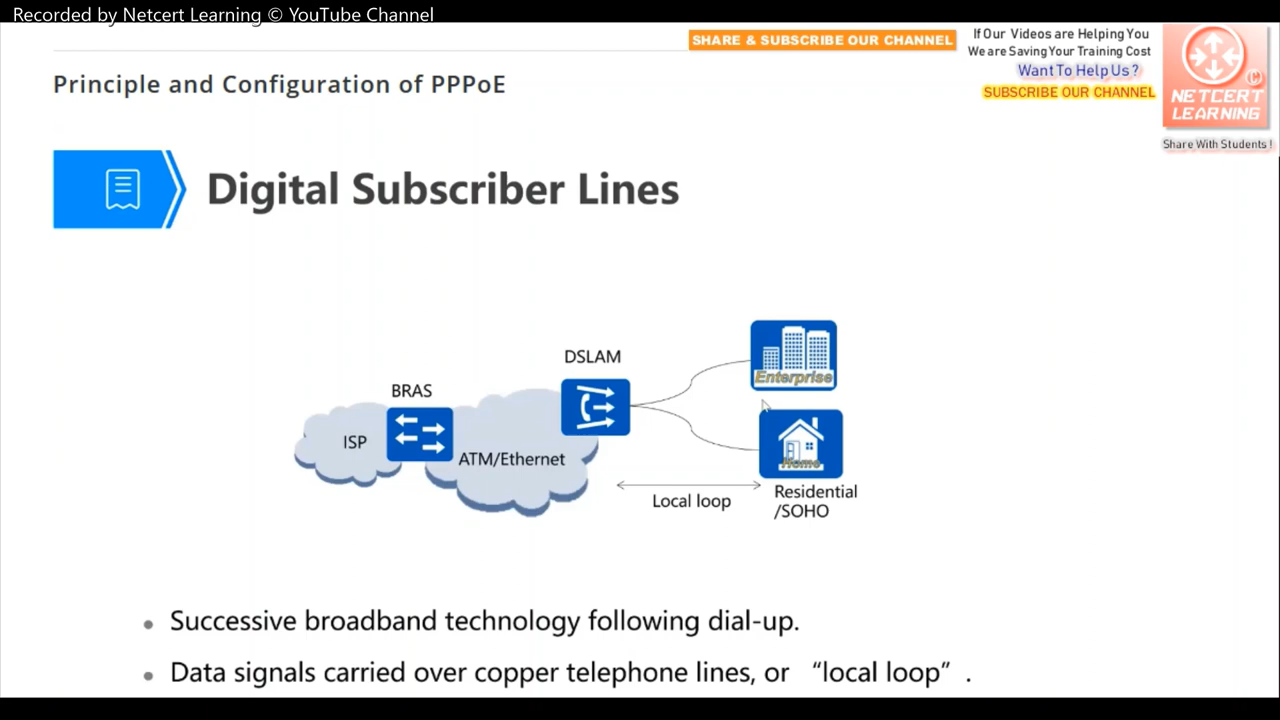 Recorded by Netcert Learning © YouTube Channel
SHARE & SUBSCRIBE OUR CHANNEL
If Our Videos are Helping You
We are Saving Your Training Cost
Want To Help Us ?
SUBSCRIBE OUR CHANNEL
©
NETCERT
LEARNING
Share With Students !
Principle and Configuration of PPPoE
Digital Subscriber Lines
DSLAM
Enterprise
BRAS
ISP
ATM/Ethernet
Home
Local loop
Residential
/SOHO
• Successive broadband technology following dial-up.
• Data signals carried over copper telephone lines, or “local loop” .